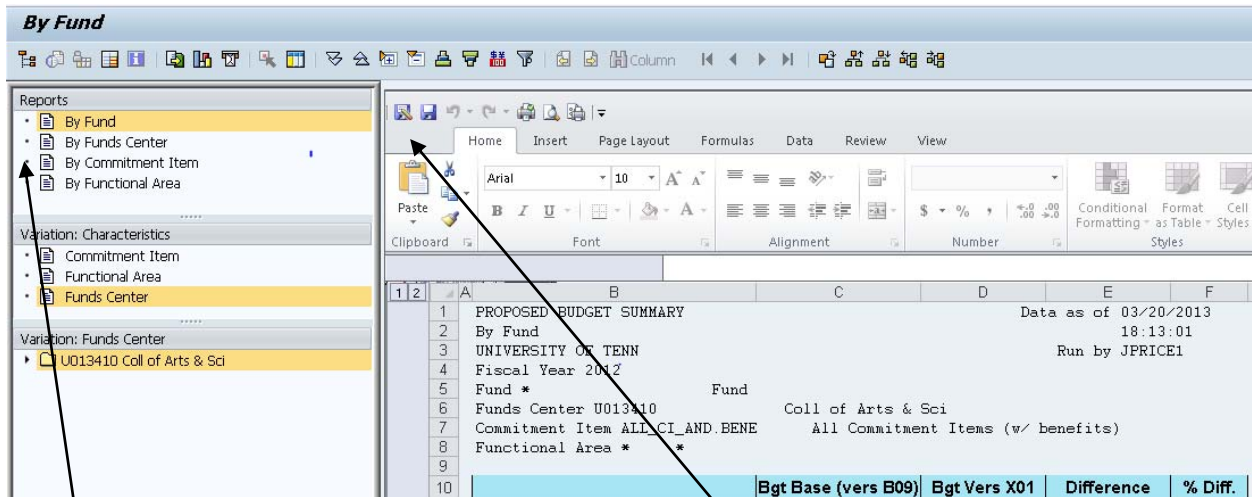 By Fund
Column
Reports
By Fund
By Funds Center
By Commitment Item
By Functional Area
Variation: Characteristics
Commitment Item
Functional Area
Funds Center
Variation: Funds Center
U013410 Coll of Arts & Sci
Home Insert Page Layout Formulas Data Review View
Paste
Arial 10 A A
B I U A
$ % , .00 .00
Conditional Formatting
Format as Table
Cell Styles
Clipboard Font Alignment Number Styles
1 2 A B C D E F
1 PROPOSED BUDGET SUMMARY Data as of 03/20/2013
2 By Fund 18:13:01
3 UNIVERSITY OF TENN Run by JPRICE1
4 Fiscal Year 2012
5 Fund * Fund
6 Funds Center U013410 Coll of Arts & Sci
7 Commitment Item ALL_CI_AND.BENE All Commitment Items (w/ benefits)
8 Functional Area * *
9
10 Bgt Base (vers B09) Bgt Vers X01 Difference % Diff.